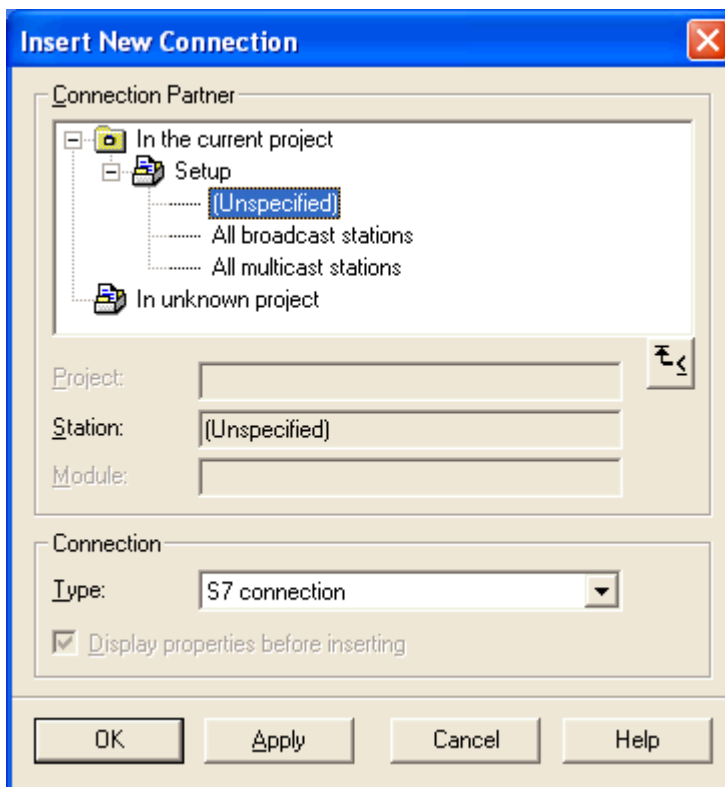 Insert New Connection
Connection Partner
In the current project
Setup
(Unspecified)
All broadcast stations
All multicast stations
In unknown project
Project:
Station: (Unspecified)
Module:
Connection
Type: S7 connection
Display properties before inserting
OK Apply Cancel Help